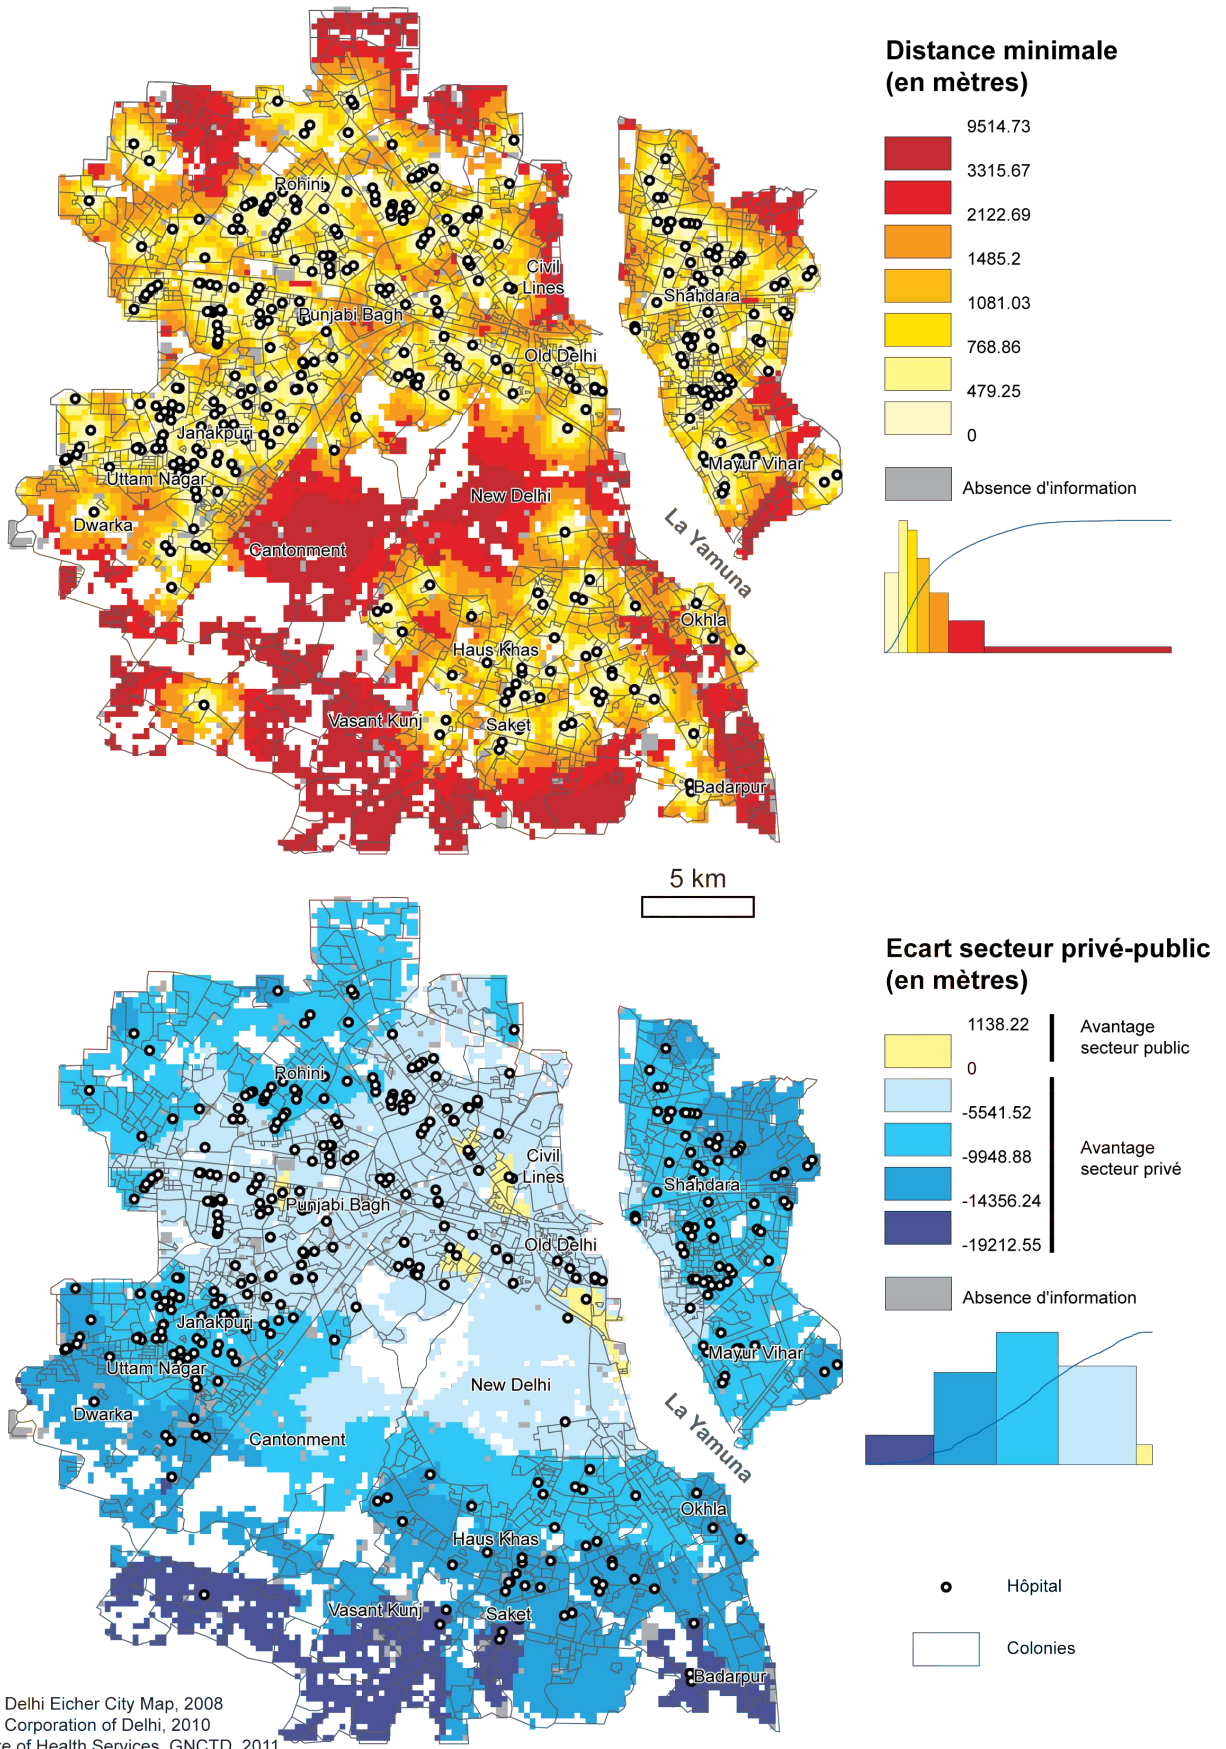 Distance minimale
(en mètres)
9514.73
3315.67
2122.69
1485.2
1081.03
768.86
479.25
0
Absence d'information
Rohini
Civil
Lines
Punjabi Bagh
Shahdara
Old Delhi
Janakpuri
Uttam Nagar
Mayur Vihar
New Delhi
Dwarka
Cantonment
La Yamuna
Okhla
Haus Khas
Vasant Kunj
Saket
Badarpur
5 km
Ecart secteur privé-public
(en mètres)
1138.22
0
-5541.52
-9948.88
-14356.24
-19212.55
Avantage
secteur public
Avantage
secteur privé
Absence d'information
Rohini
Civil
Lines
Punjabi Bagh
Shahdara
Old Delhi
Janakpuri
Uttam Nagar
Mayur Vihar
New Delhi
Dwarka
Cantonment
La Yamuna
Okhla
Haus Khas
Vasant Kunj
Saket
Badarpur
Hôpital
Colonies
Delhi Eicher City Map, 2008
Corporation of Delhi, 2010
of Health Services, GNCTD, 2011